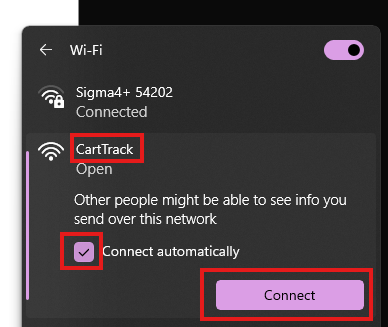 Wi-Fi
Sigma4+ 54202
Connected
CartTrack
Open
Other people might be able to see info you
send over this network
Connect automatically
Connect